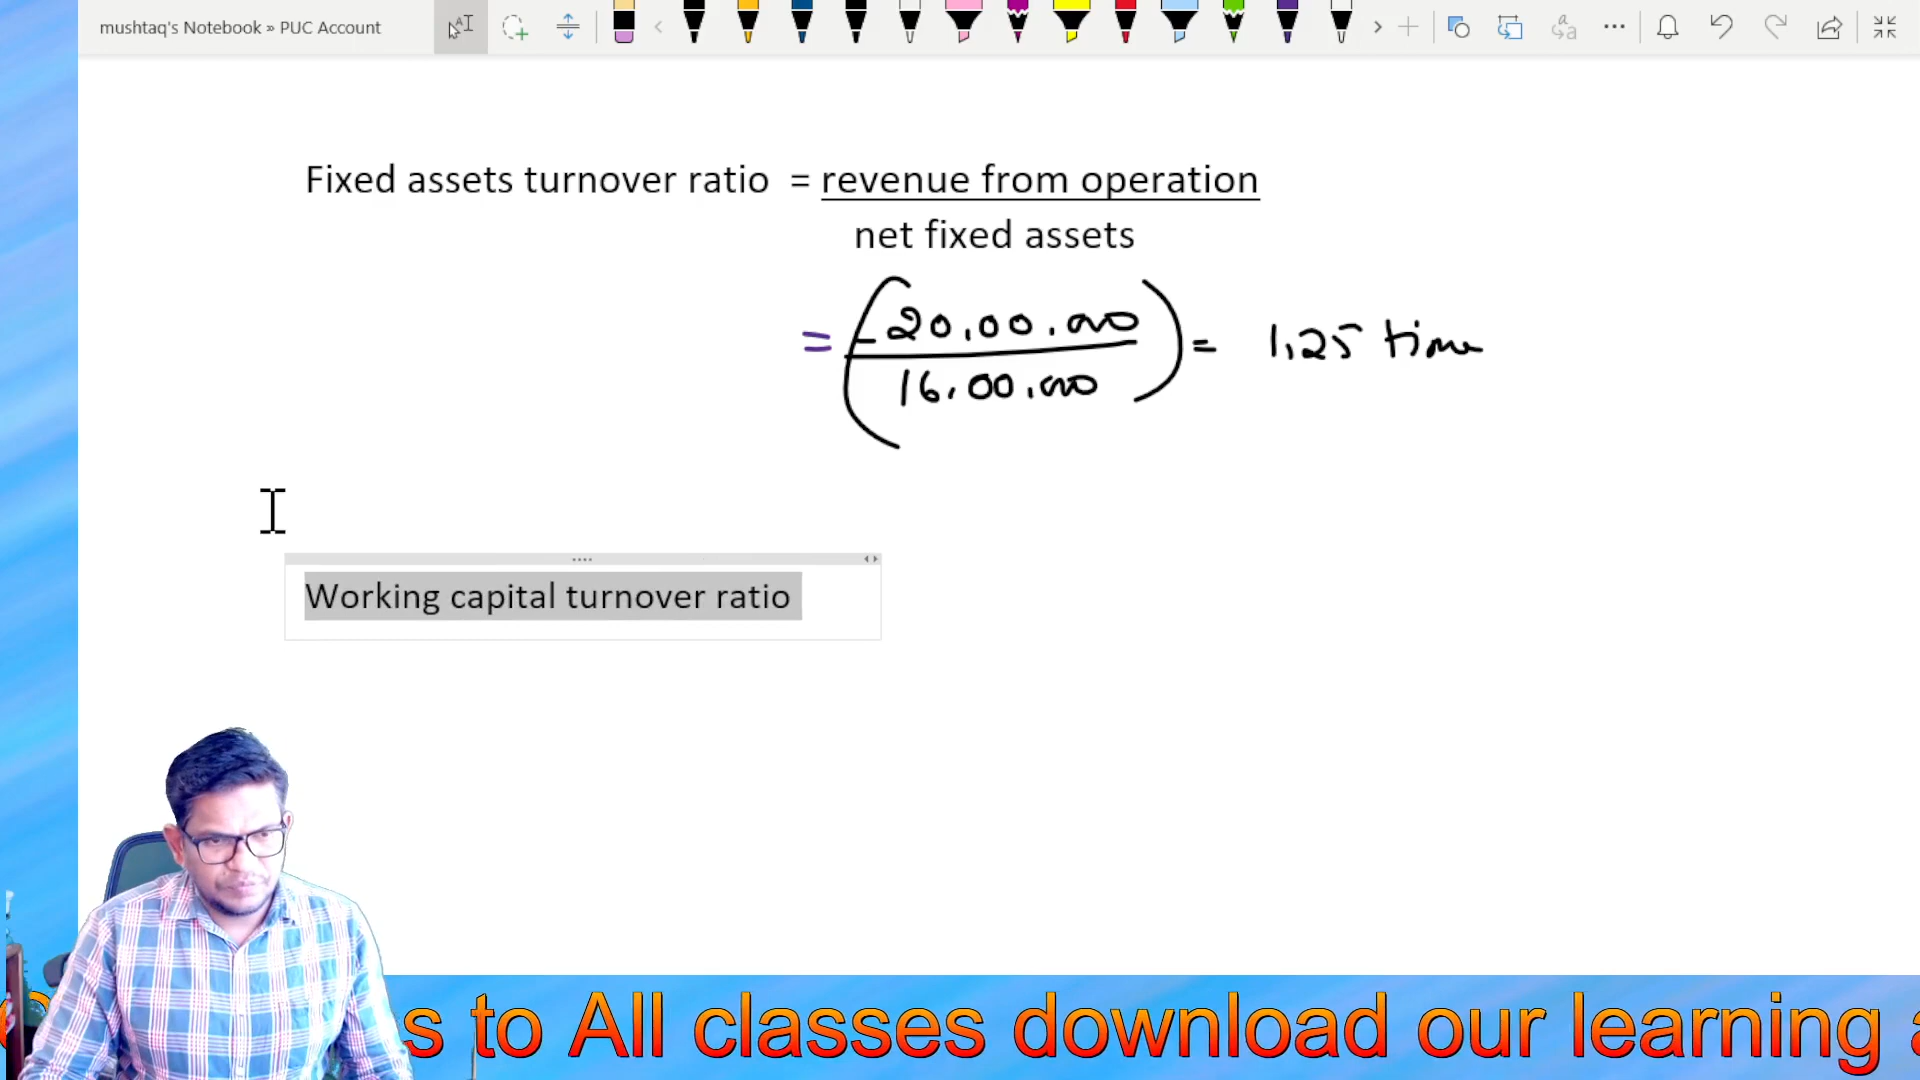 mushtaq's Notebook » PUC Account
Fixed assets turnover ratio = revenue from operation
net fixed assets
= (20,00,000
16,00,000) = 1.25 time
Working capital turnover ratio
s to All classes download our learning